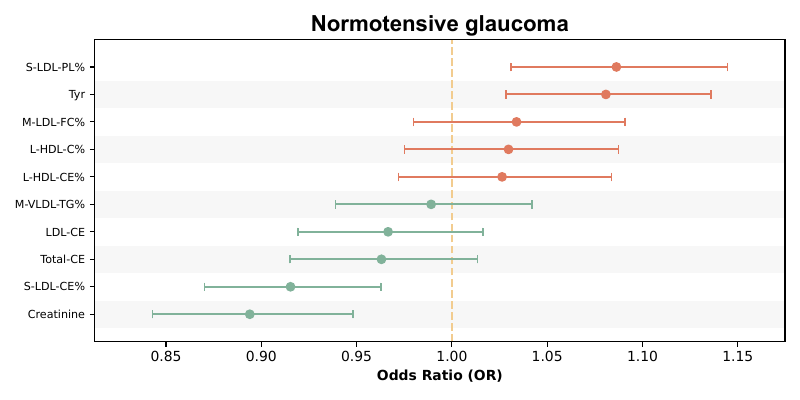 Normotensive glaucoma
S-LDL-PL%
Tyr
M-LDL-FC%
L-HDL-C%
L-HDL-CE%
M-VLDL-TG%
LDL-CE
Total-CE
S-LDL-CE%
Creatinine
0.85 0.90 0.95 1.00 1.05 1.10 1.15
Odds Ratio (OR)